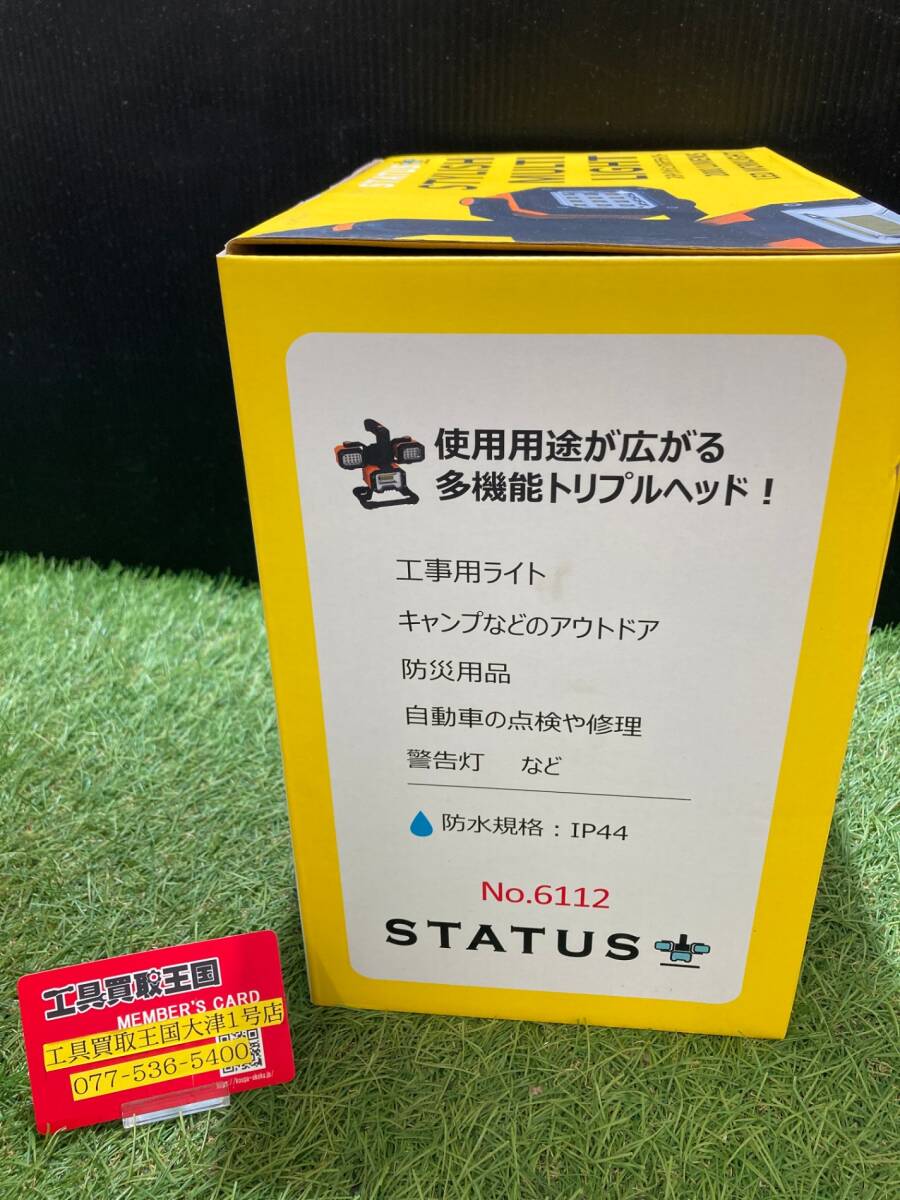 STATUS
STYLISH
MULTI
LIGHT
使用用途が広がる
多機能トリプルヘッド!
工事用ライト
キャンプなどのアウトドア
防災用品
自動車の点検や修理
警告灯 など
防水規格:IP44
No.6112
STATUS
工具買取王国
MEMBER'S CARD
工具買取王国大津1号店
077-536-5400